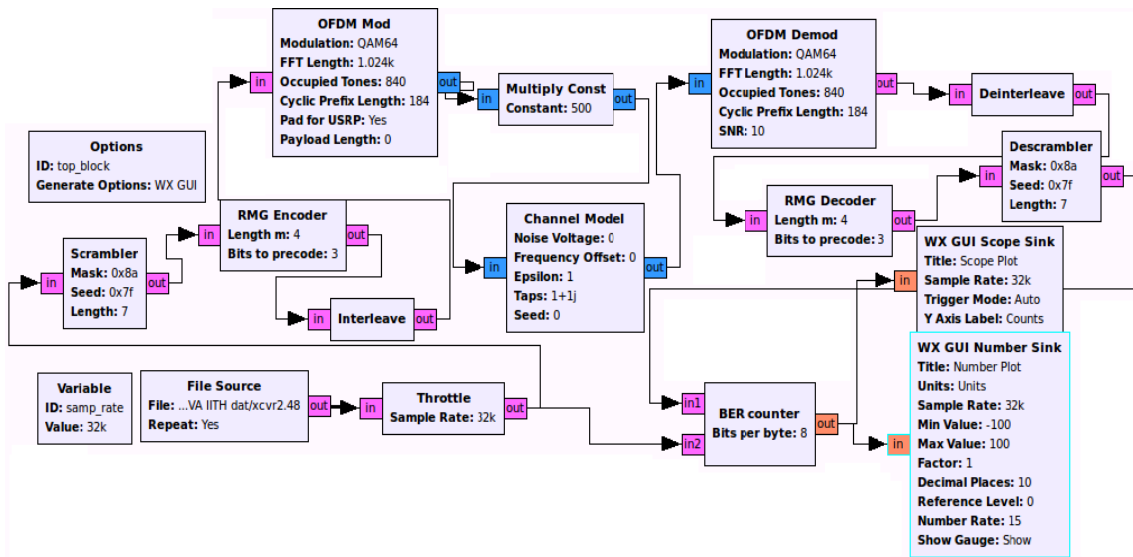 OFDM Mod
Modulation: QAM64
FFT Length: 1.024k
Occupied Tones: 840
Cyclic Prefix Length: 184
Pad for USRP: Yes
Payload Length: 0
in
out
Multiply Const
Constant: 500
in
out
OFDM Demod
Modulation: QAM64
FFT Length: 1.024k
Occupied Tones: 840
Cyclic Prefix Length: 184
SNR: 10
in
out
Deinterleave
in
out
Options
ID: top_block
Generate Options: WX GUI
Descrambler
Mask: 0x8a
Seed: 0x7f
Length: 7
in
out
RMG Encoder
Length m: 4
Bits to precode: 3
in
out
Channel Model
Noise Voltage: 0
Frequency Offset: 0
Epsilon: 1
Taps: 1+1j
Seed: 0
in
out
RMG Decoder
Length m: 4
Bits to precode: 3
in
out
Scrambler
Mask: 0x8a
Seed: 0x7f
Length: 7
in
out
Interleave
in
out
WX GUI Scope Sink
Title: Scope Plot
Sample Rate: 32k
Trigger Mode: Auto
Y Axis Label: Counts
in
Variable
ID: samp_rate
Value: 32k
File Source
File: ...VA IITH dat/xcvr2.48
Repeat: Yes
out
Throttle
Sample Rate: 32k
in
out
BER counter
Bits per byte: 8
in1
in2
out
WX GUI Number Sink
Title: Number Plot
Units: Units
Sample Rate: 32k
Min Value: -100
Max Value: 100
Factor: 1
Decimal Places: 10
Reference Level: 0
Number Rate: 15
Show Gauge: Show
in